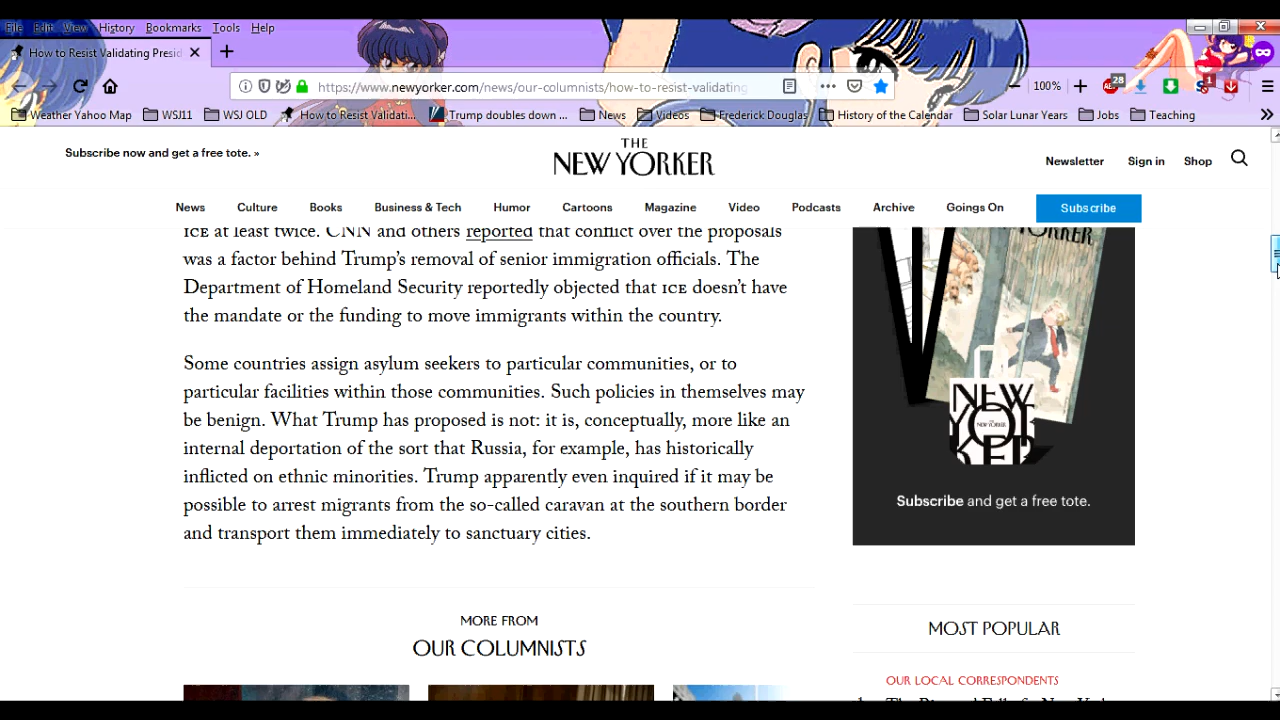 File Edit View History Bookmarks Tools Help
How to Resist Validating Presid
https://www.newyorker.com/news/our-columnists/how-to-resist-validating
100%
28
1
Weather Yahoo Map WSJ11 WSJ OLD How to Resist Validati... Trump doubles down ... News Videos Frederick Douglas History of the Calendar Solar Lunar Years Jobs Teaching
Subscribe now and get a free tote. »
THE
NEW YORKER
Newsletter Sign in Shop
News Culture Books Business & Tech Humor Cartoons Magazine Video Podcasts Archive Goings On Subscribe
ICE at least twice. CNN and others reported that conflict over the proposals
was a factor behind Trump’s removal of senior immigration officials. The
Department of Homeland Security reportedly objected that ICE doesn’t have
the mandate or the funding to move immigrants within the country.
Some countries assign asylum seekers to particular communities, or to
particular facilities within those communities. Such policies in themselves may
be benign. What Trump has proposed is not: it is, conceptually, more like an
internal deportation of the sort that Russia, for example, has historically
inflicted on ethnic minorities. Trump apparently even inquired if it may be
possible to arrest migrants from the so-called caravan at the southern border
and transport them immediately to sanctuary cities.
NEW
YORKER
Subscribe and get a free tote.
MORE FROM
OUR COLUMNISTS
MOST POPULAR
OUR LOCAL CORRESPONDENTS